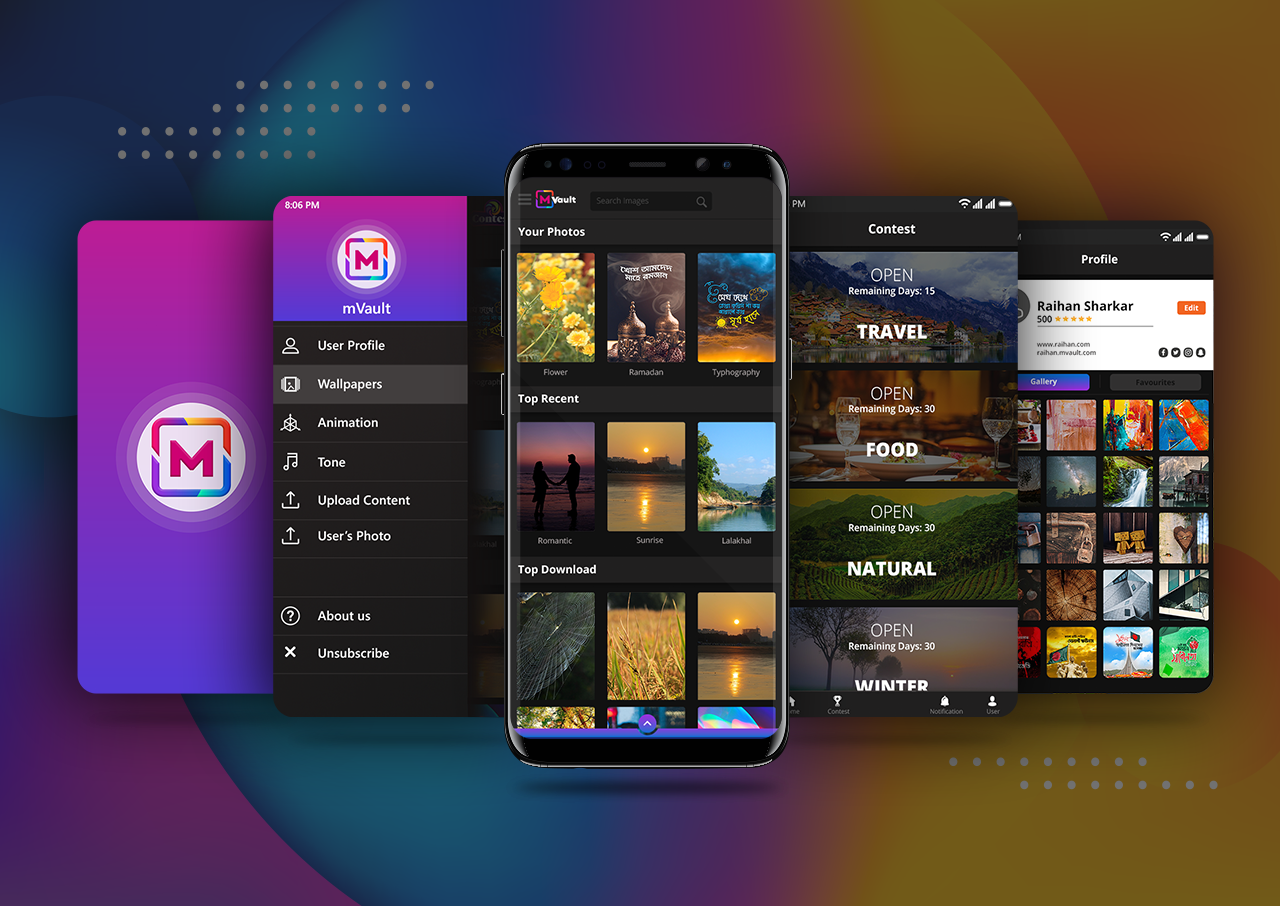 M
8:06 PM
M
mVault
User Profile
Wallpapers
Animation
Tone
Upload Content
User's Photo
About us
Unsubscribe
M Vault
Search Images
Your Photos
খোশ আমদেদ
মাহে রমজান
মেঘ দেখে
সূর্য হাসে
Flower
Ramadan
Typhography
Top Recent
Romantic
Sunrise
Lalakhal
Top Download
PM
Contest
OPEN
Remaining Days: 15
TRAVEL
OPEN
Remaining Days: 30
FOOD
OPEN
Remaining Days: 30
NATURAL
OPEN
Remaining Days: 30
WINTER
Contest
Notification
User
Profile
Raihan Sharkar
Edit
500
www.raihan.com
raihan.mvault.com
Gallery
Favourites